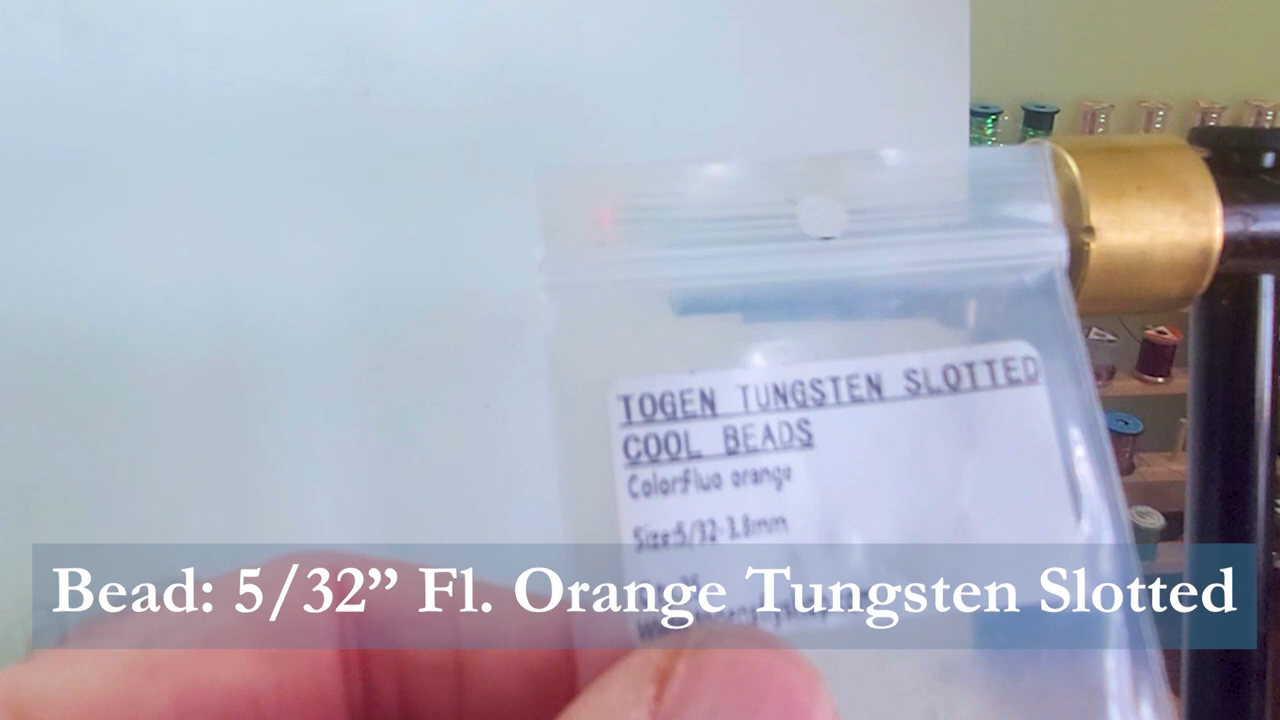 TOGEN TUNGSTEN SLOTTED
COOL BEADS
Color:fluo orange
Size:5/32-3.8mm
Bead: 5/32” Fl. Orange Tungsten Slotted